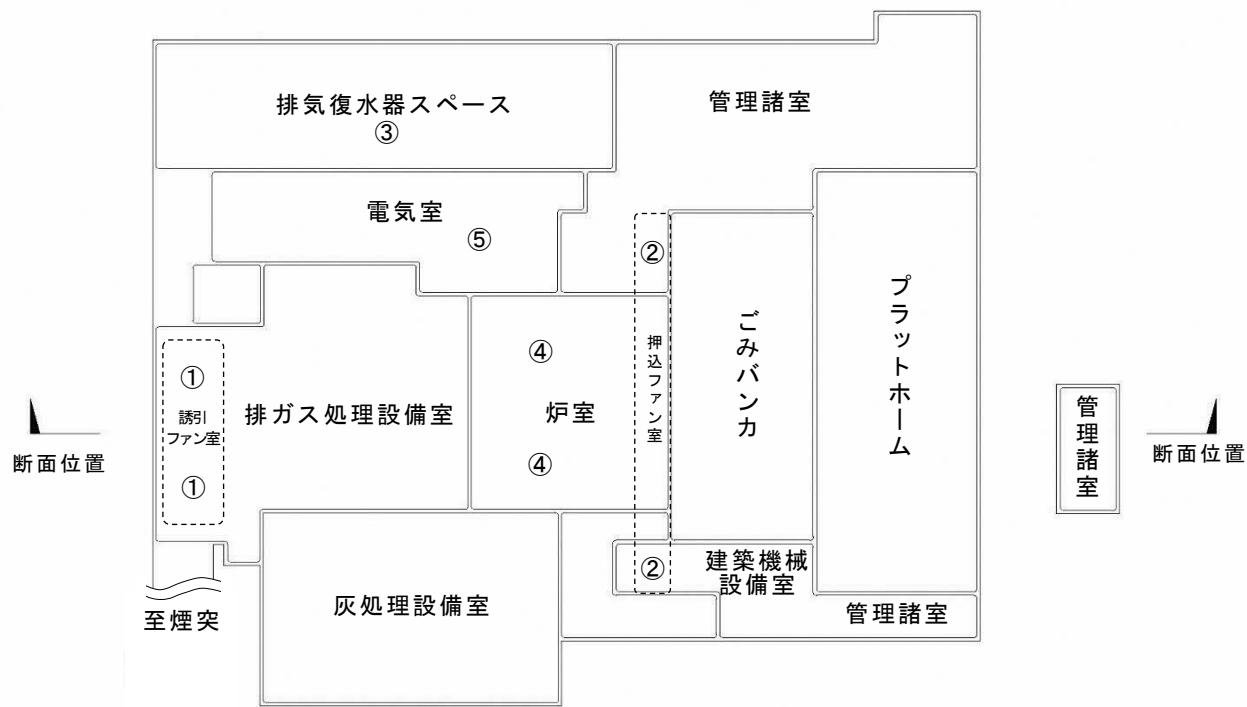 排気復水器スペース
③
管理諸室
電気室
⑤
②
プラットホーム
ごみバンカ
押込ファン室
④
炉室
④
①
誘引
ファン室
①
排ガス処理設備室
断面位置
管理諸室
断面位置
②
建築機械
設備室
灰処理設備室
管理諸室
至煙突